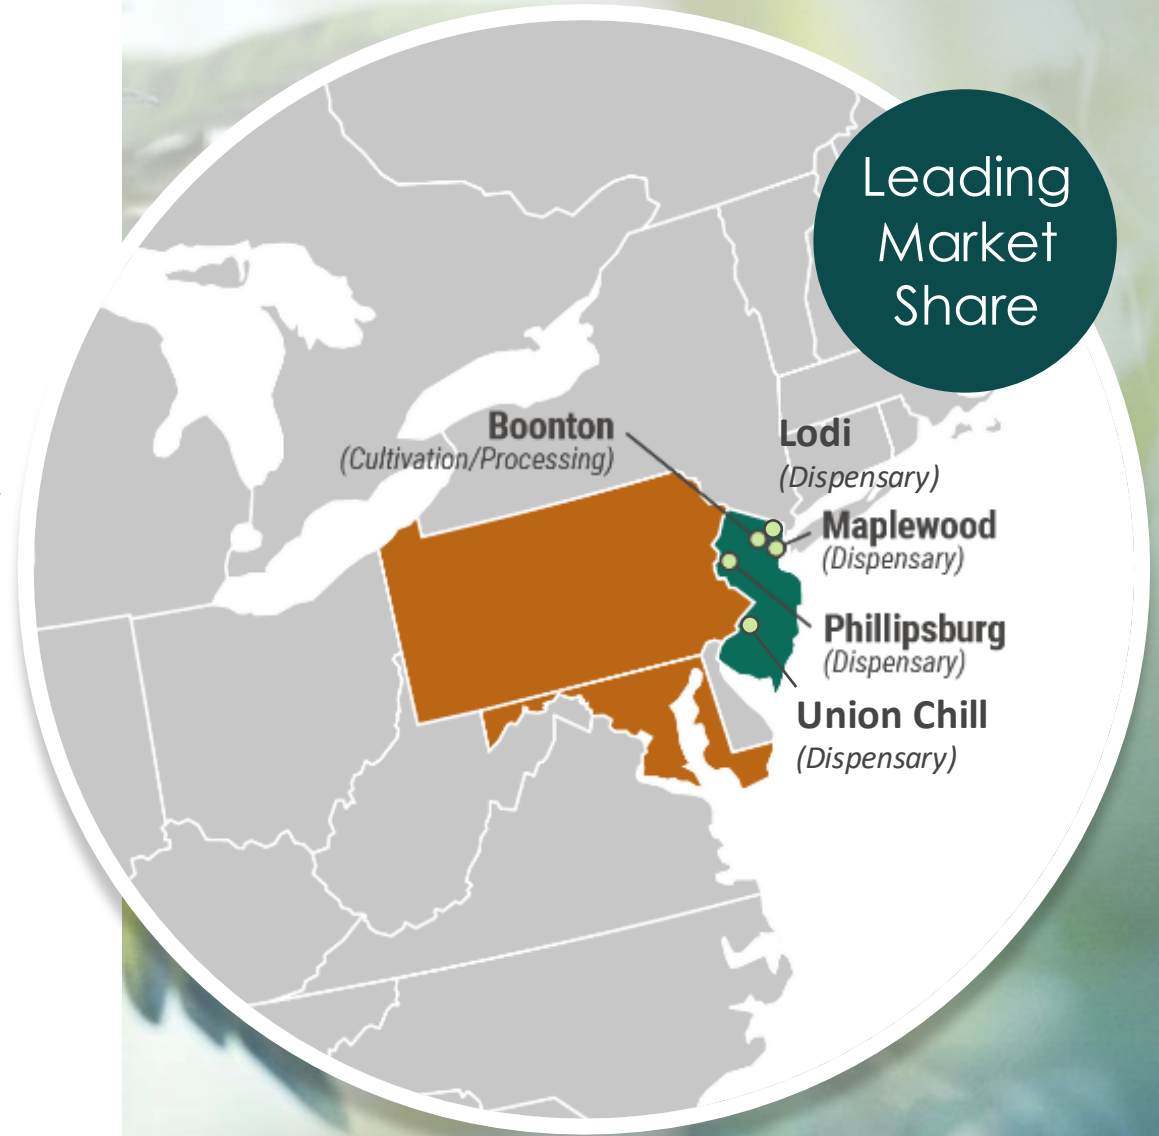 Leading
Market
Share
Boonton
(Cultivation/Processing)
Lodi
(Dispensary)
Maplewood
(Dispensary)
Phillipsburg
(Dispensary)
Union Chill
(Dispensary)